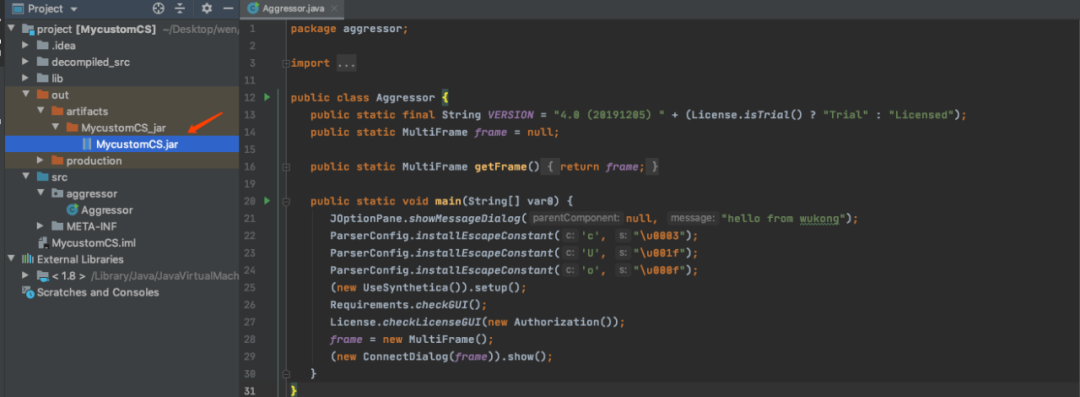 Project
project [MycustomCS] ~/Desktop/wen,
.idea
decompiled_src
lib
out
artifacts
MycustomCS_jar
MycustomCS.jar
production
src
aggressor
Aggressor
META-INF
MycustomCS.iml
External Libraries
< 1.8 > /Library/Java/JavaVirtualMach
Scratches and Consoles
Aggressor.java
1 package aggressor;
2
3 import ...
11
12 public class Aggressor {
13 public static final String VERSION = "4.0 (20191205) " + (License.isTrial() ? "Trial" : "Licensed");
14 public static MultiFrame frame = null;
15
16 public static MultiFrame getFrame() { return frame; }
19
20 public static void main(String[] var0) {
21 JOptionPane.showMessageDialog( parentComponent: null, message: "hello from wukong");
22 ParserConfig.installEscapeConstant( c: 'c', s: "\u0003");
23 ParserConfig.installEscapeConstant( c: 'U', s: "\u001f");
24 ParserConfig.installEscapeConstant( c: 'o', s: "\u000f");
25 (new UseSynthetica()).setup();
26 Requirements.checkGUI();
27 License.checkLicenseGUI(new Authorization());
28 frame = new MultiFrame();
29 (new ConnectDialog(frame)).show();
30 }
31 }